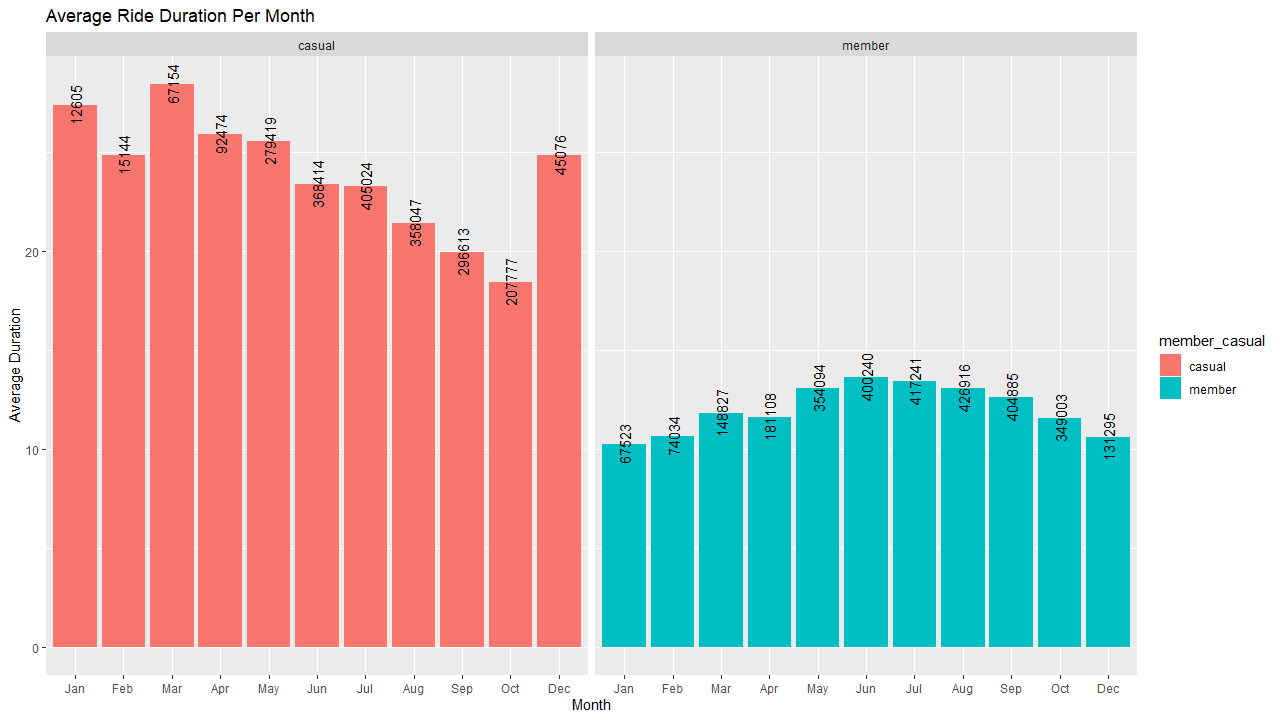 Average Ride Duration Per Month
casual
member
Average Duration
20
10
0
12605
15144
67154
92474
279419
368414
405024
358047
296613
207777
45076
67523
74034
148827
181108
354094
400240
417241
426916
404885
349003
131295
Jan Feb Mar Apr May Jun Jul Aug Sep Oct Dec
Jan Feb Mar Apr May Jun Jul Aug Sep Oct Dec
Month
member_casual
casual
member